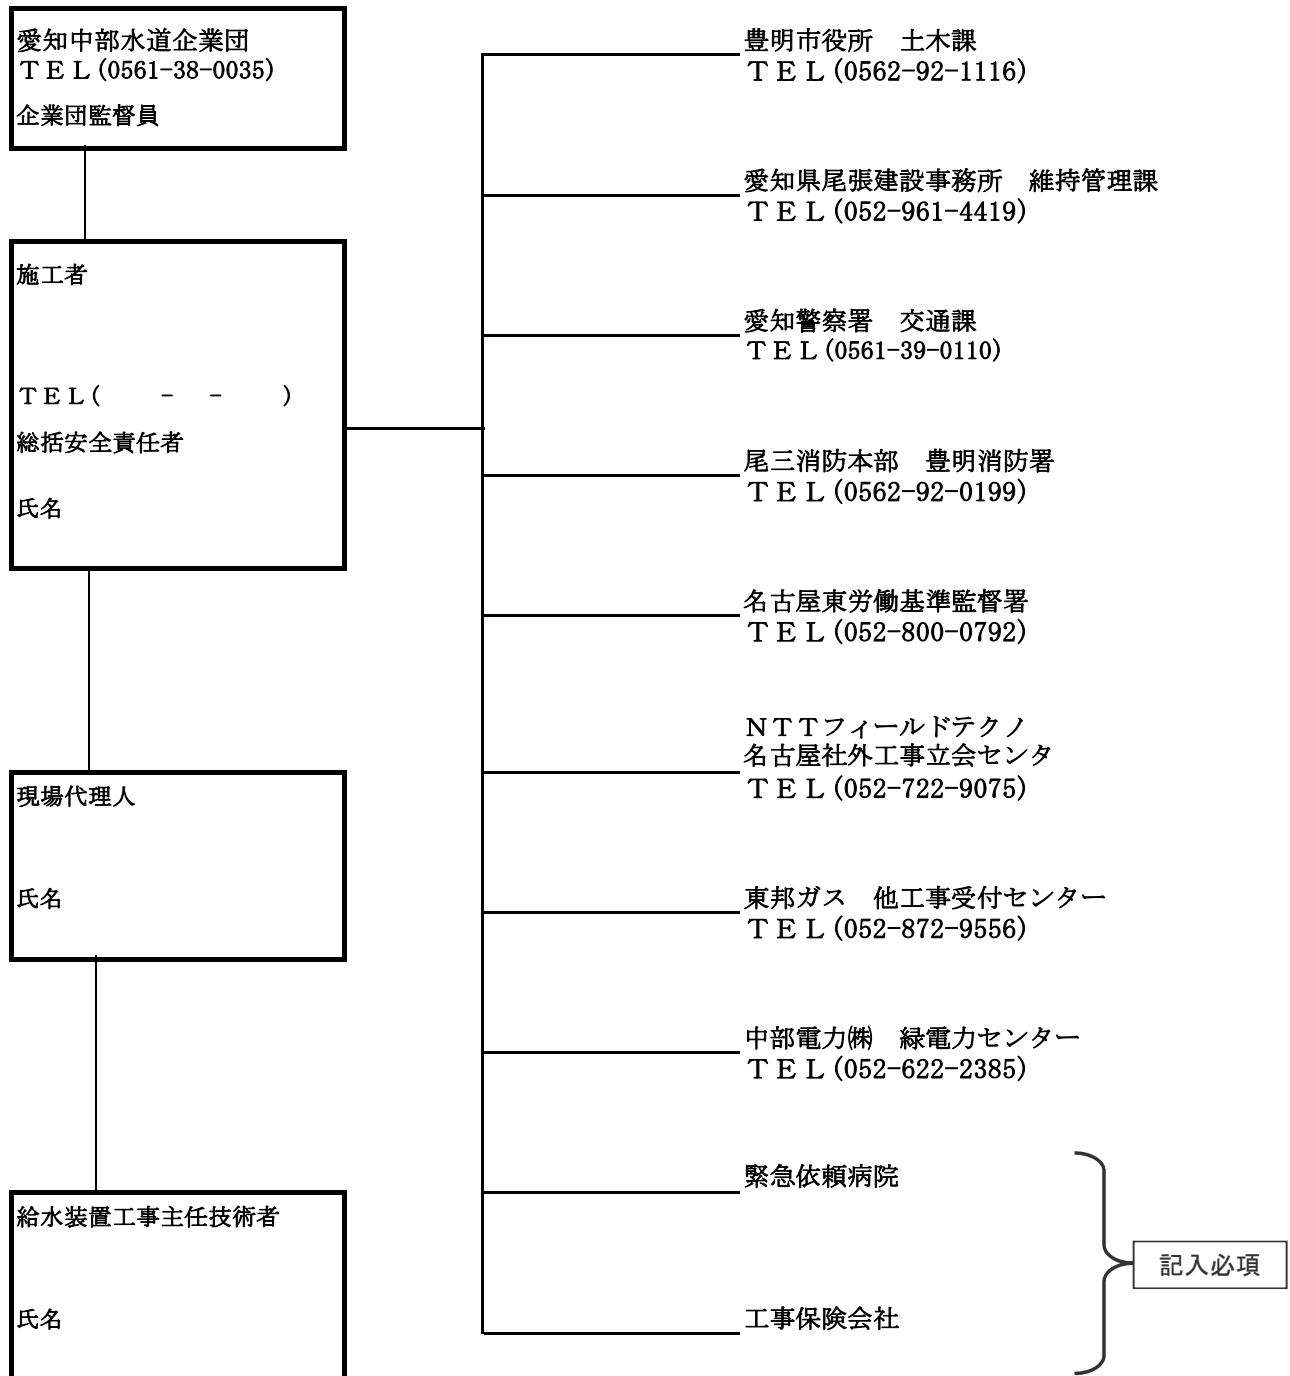 愛知中部水道企業団
ＴＥＬ(0561-38-0035)
企業団監督員
施工者
ＴＥＬ(　　-　-　　)
総括安全責任者
氏名
現場代理人
氏名
給水装置工事主任技術者
氏名
豊明市役所　土木課
ＴＥＬ(0562-92-1116)
愛知県尾張建設事務所　維持管理課
ＴＥＬ(052-961-4419)
愛知警察署　交通課
ＴＥＬ(0561-39-0110)
尾三消防本部　豊明消防署
ＴＥＬ(0562-92-0199)
名古屋東労働基準監督署
ＴＥＬ(052-800-0792)
ＮＴＴフィールドテクノ
名古屋社外工事立会センタ
ＴＥＬ(052-722-9075)
東邦ガス　他工事受付センター
ＴＥＬ(052-872-9556)
中部電力㈱　緑電力センター
ＴＥＬ(052-622-2385)
緊急依頼病院
工事保険会社
記入必項